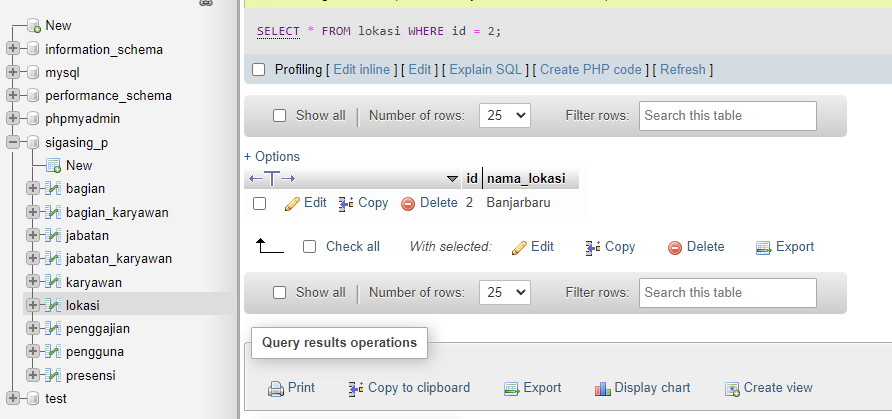 New
information_schema
mysql
performance_schema
phpmyadmin
sigasing_p
New
bagian
bagian_karyawan
jabatan
jabatan_karyawan
karyawan
lokasi
penggajian
pengguna
presensi
test
SELECT * FROM lokasi WHERE id = 2;
Profiling [ Edit inline ] [ Edit ] [ Explain SQL ] [ Create PHP code ] [ Refresh ]
Show all | Number of rows: 25 Filter rows: Search this table
+ Options
←T→ id nama_lokasi
Edit Copy Delete 2 Banjarbaru
Check all With selected: Edit Copy Delete Export
Show all | Number of rows: 25 Filter rows: Search this table
Query results operations
Print Copy to clipboard Export Display chart Create view